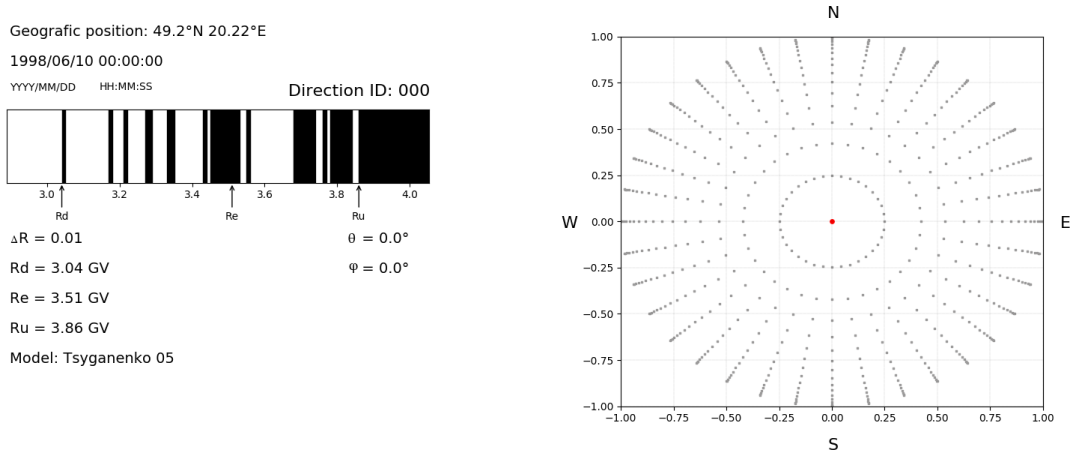 Geografic position: 49.2°N 20.22°E
1998/06/10 00:00:00
YYYY/MM/DD HH:MM:SS
Direction ID: 000
3.0 3.2 3.4 3.6 3.8 4.0
Rd Re Ru
ΔR = 0.01
Rd = 3.04 GV
Re = 3.51 GV
Ru = 3.86 GV
Model: Tsyganenko 05
θ = 0.0°
φ = 0.0°
N
1.00
0.75
0.50
0.25
W 0.00 E
−0.25
−0.50
−0.75
−1.00
−1.00 −0.75 −0.50 −0.25 0.00 0.25 0.50 0.75 1.00
S